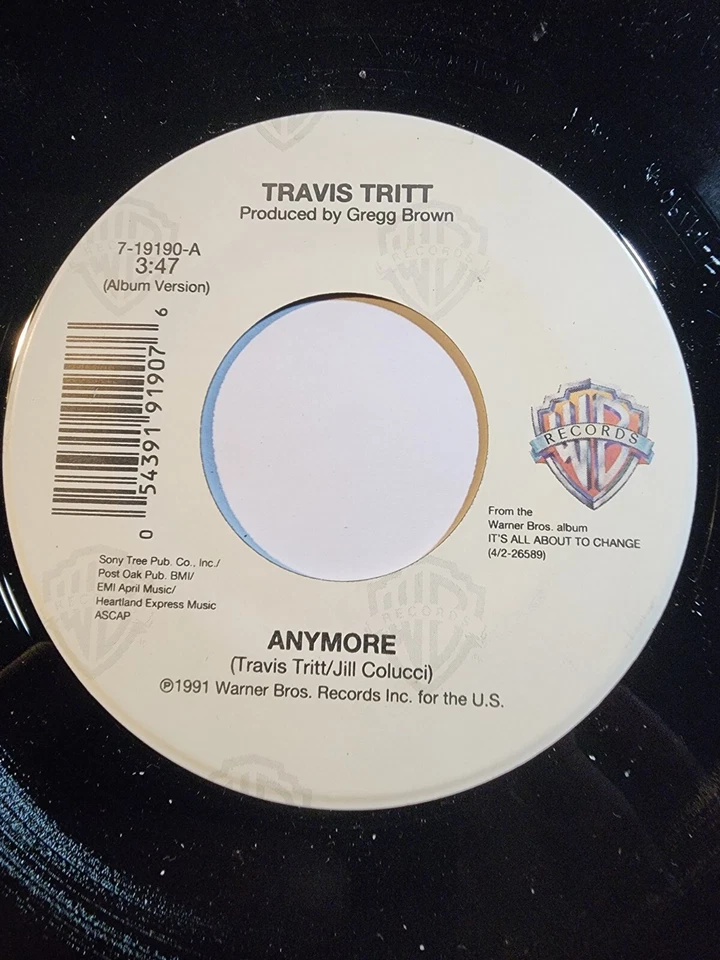 TRAVIS TRITT
Produced by Gregg Brown
7-19190-A
3:47
(Album Version)
0 54391 91907 6
WB
RECORDS
From the
Warner Bros. album
IT'S ALL ABOUT TO CHANGE
(4/2-26589)
Sony Tree Pub. Co., Inc./
Post Oak Pub. BMI/
EMI April Music/
Heartland Express Music
ASCAP
ANYMORE
(Travis Tritt/Jill Colucci)
℗1991 Warner Bros. Records Inc. for the U.S.